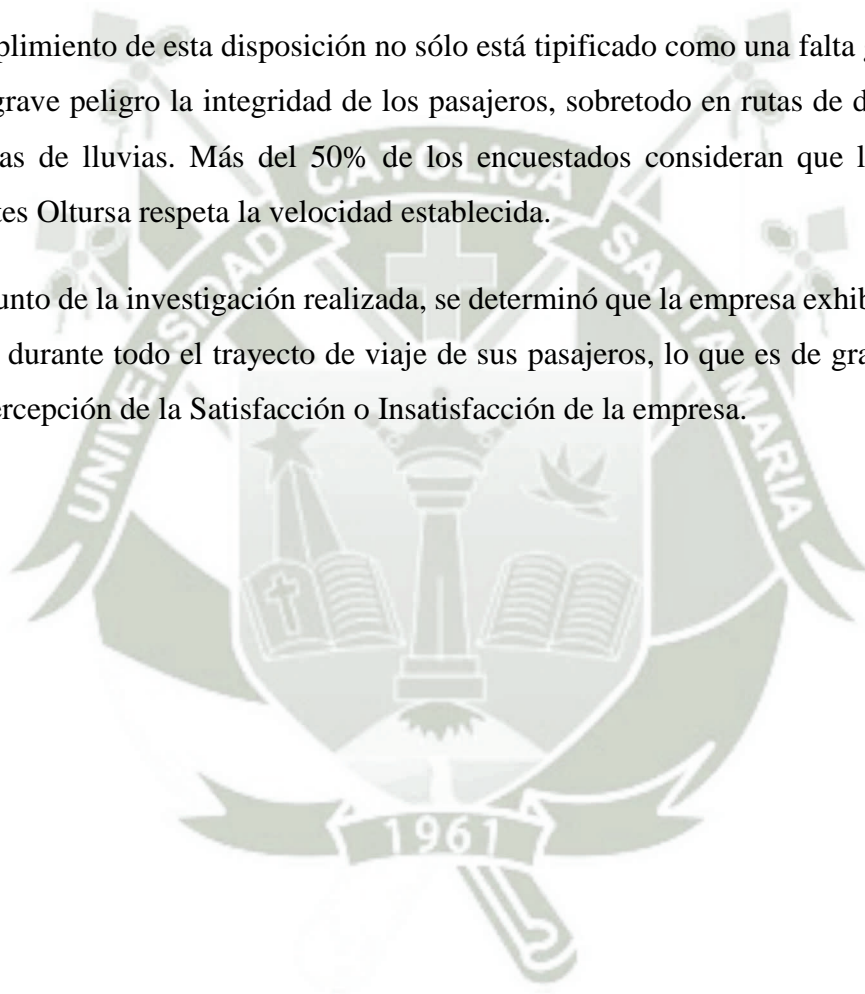 plimiento de esta disposición no sólo está tipificado como una falta
grave peligro la integridad de los pasajeros, sobretodo en rutas de
as de lluvias. Más del 50% de los encuestados consideran que
tes Oltursa respeta la velocidad establecida.
unto de la investigación realizada, se determinó que la empresa
durante todo el trayecto de viaje de sus pasajeros, lo que es de
ercepción de la Satisfacción o Insatisfacción de la empresa.
UNIVERSIDAD CATOLICA SANTA MARIA
1961